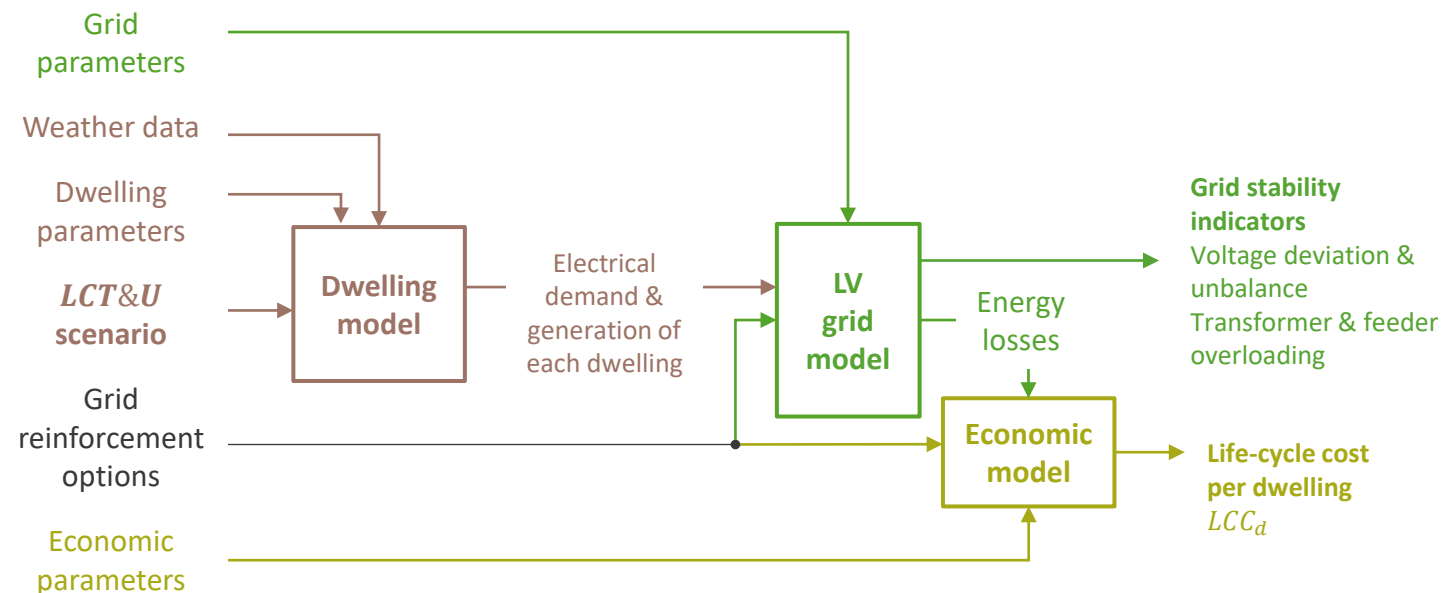 Grid
parameters
Weather data
Dwelling
parameters
LCT&U
scenario
Grid
reinforcement
options
Economic
parameters
Dwelling
model
Electrical
demand &
generation of
each dwelling
LV
grid
model
Energy
losses
Economic
model
Grid stability
indicators
Voltage deviation &
unbalance
Transformer & feeder
overloading
Life-cycle cost
per dwelling
LCC_d